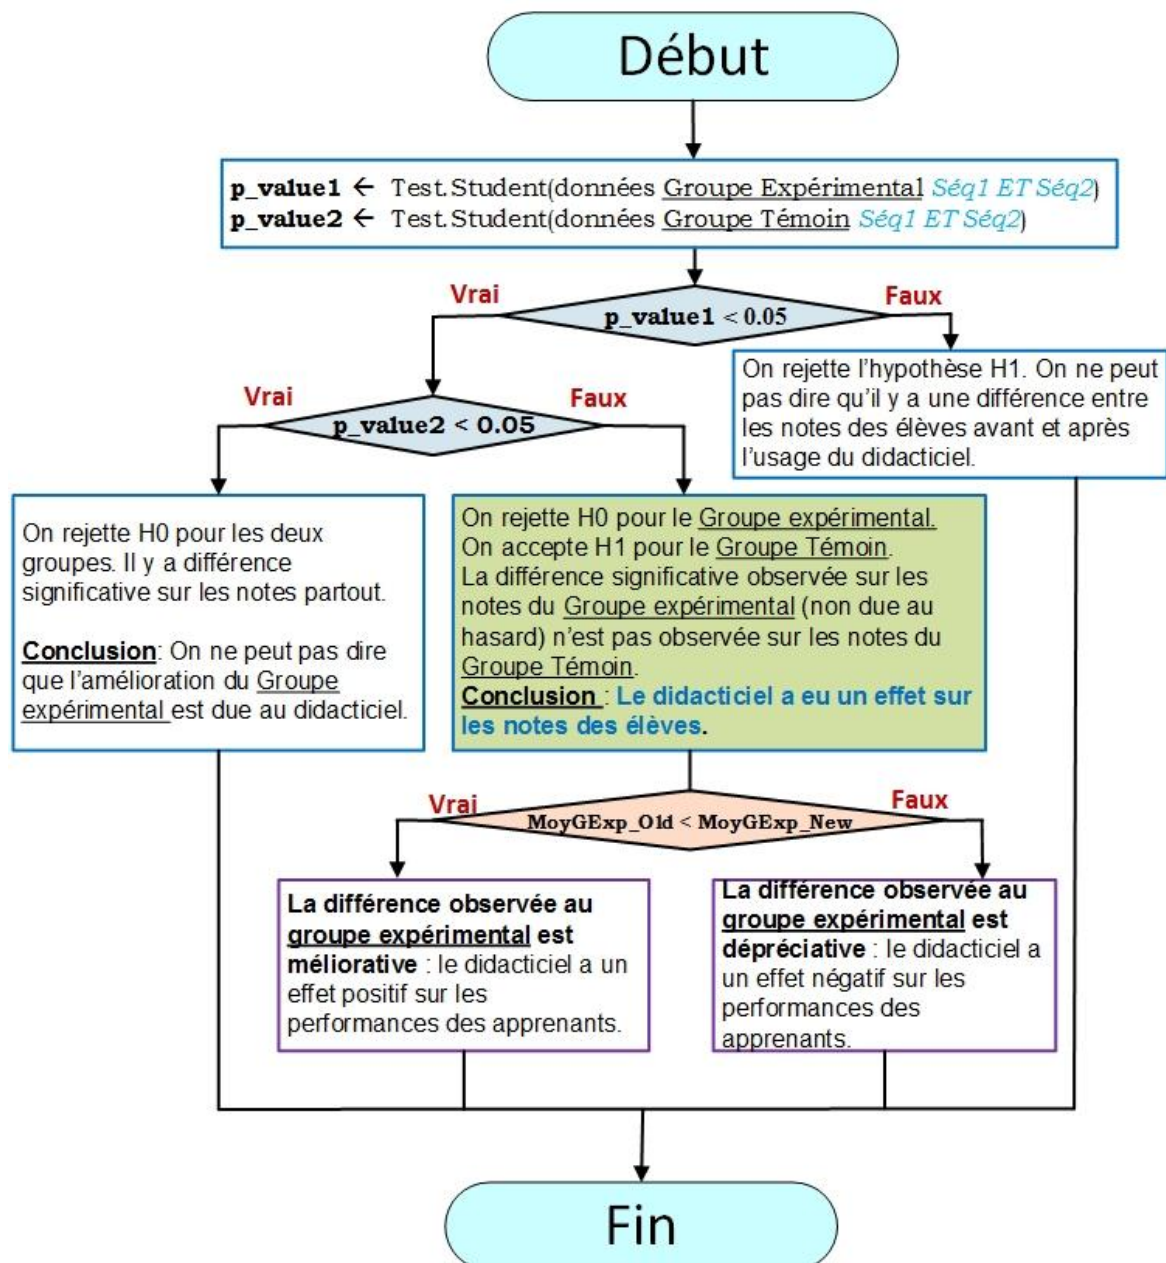 Début
p_value1 ← Test.Student(données Groupe Expérimental Séq1 ET Séq2)
p_value2 ← Test.Student(données Groupe Témoin Séq1 ET Séq2)
Vrai
Faux
p_value1 < 0.05
On rejette l’hypothèse H1. On ne peut
pas dire qu’il y a une différence entre
les notes des élèves avant et après
l’usage du didacticiel.
Vrai
Faux
p_value2 < 0.05
On rejette H0 pour les deux
groupes. Il y a différence
significative sur les notes partout.
Conclusion: On ne peut pas dire
que l’amélioration du Groupe
expérimental est due au didacticiel.
On rejette H0 pour le Groupe expérimental.
On accepte H1 pour le Groupe Témoin.
La différence significative observée sur les
notes du Groupe expérimental (non due au
hasard) n’est pas observée sur les notes du
Groupe Témoin.
Conclusion : Le didacticiel a eu un effet sur
les notes des élèves.
Vrai
Faux
MoyGExp_Old < MoyGExp_New
La différence observée au
groupe expérimental est
méliorative : le didacticiel a un
effet positif sur les
performances des apprenants.
La différence observée au
groupe expérimental est
dépréciative : le didacticiel a
un effet négatif sur les
performances des
apprenants.
Fin